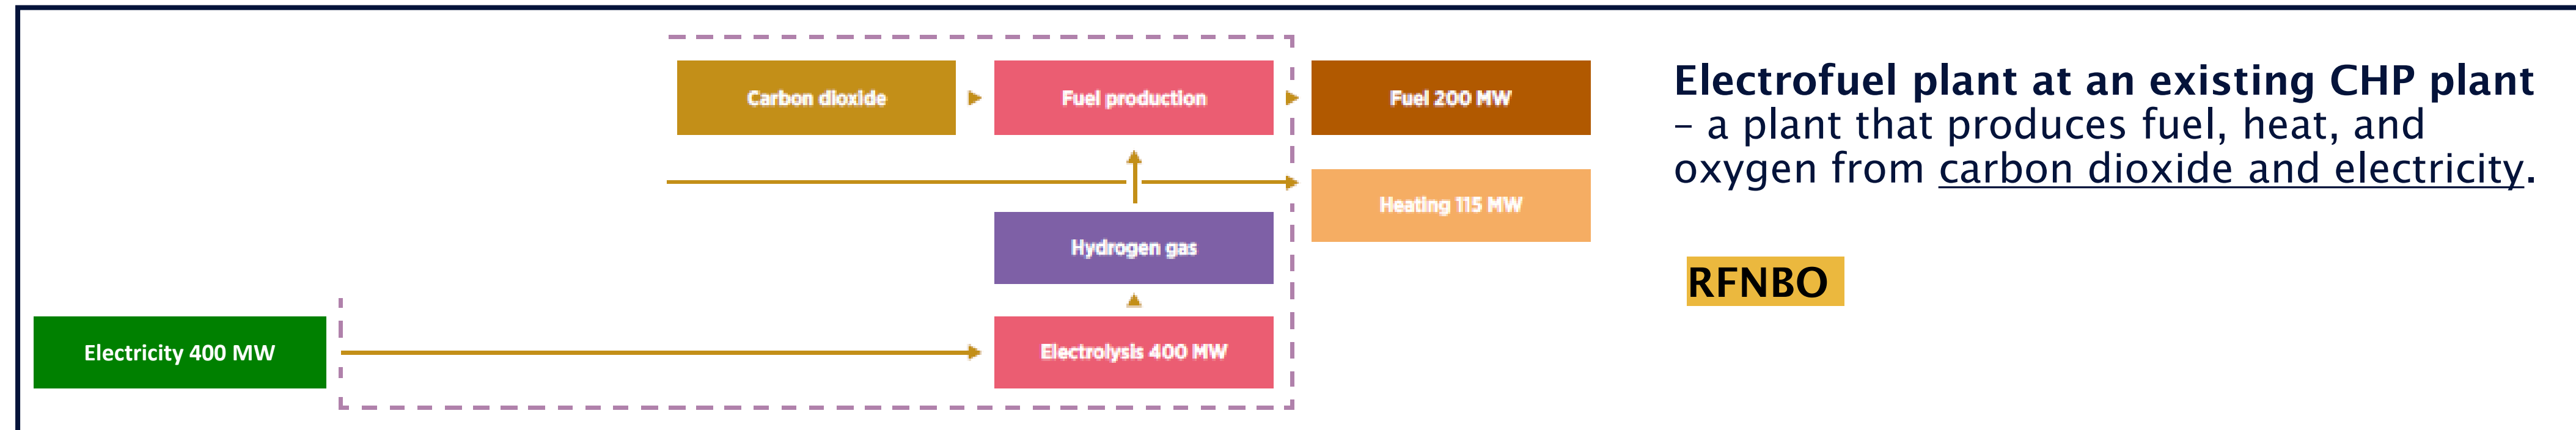 Carbon dioxide
Fuel production
Fuel 200 MW
Heating 115 MW
Hydrogen gas
Electricity 400 MW
Electrolysis 400 MW
Electrofuel plant at an existing CHP plant
– a plant that produces fuel, heat, and
oxygen from carbon dioxide and electricity.
RFNBO